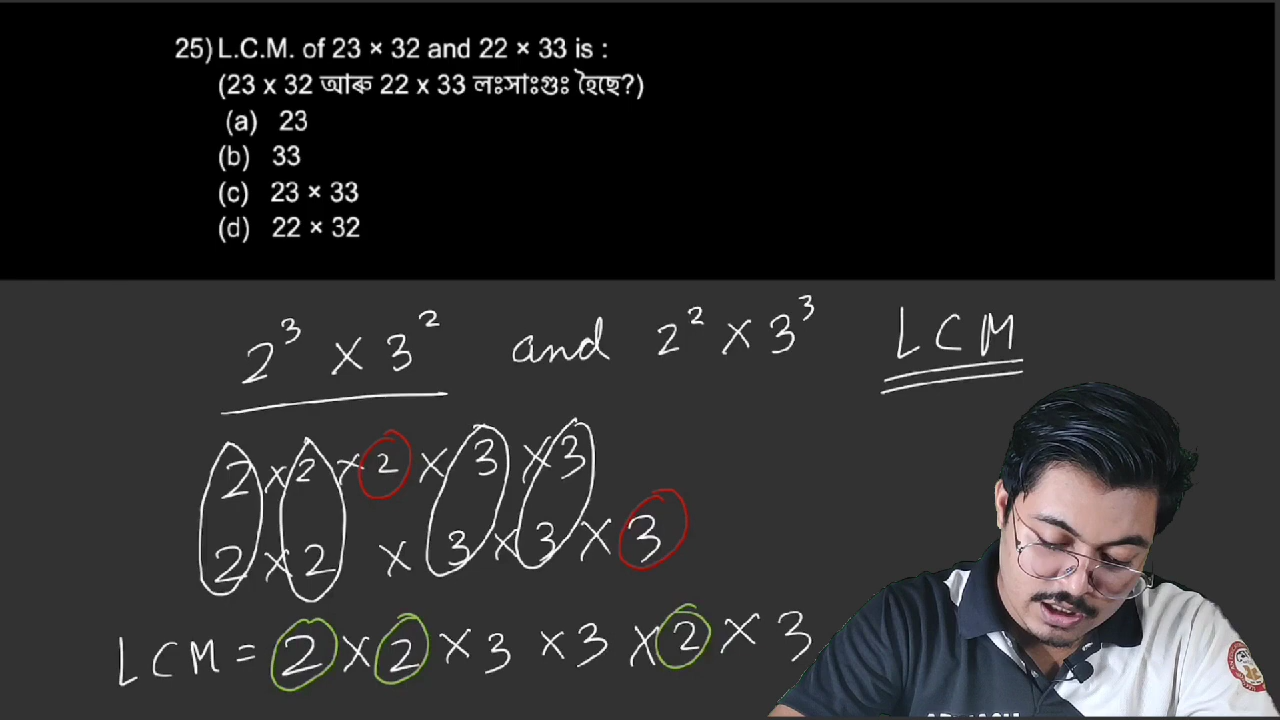 25) L.C.M. of 23 × 32 and 22 × 33 is :
(23 x 32 আৰু 22 x 33 লঃসাঃগুঃ হৈছে?)
(a) 23
(b) 33
(c) 23 × 33
(d) 22 × 32
2³ × 3² and 2² × 3³ LCM
2 × 2 × 2 × 3 × 3
2 × 2 × 3 × 3 × 3
LCM = 2 × 2 × 3 × 3 × 2 × 3